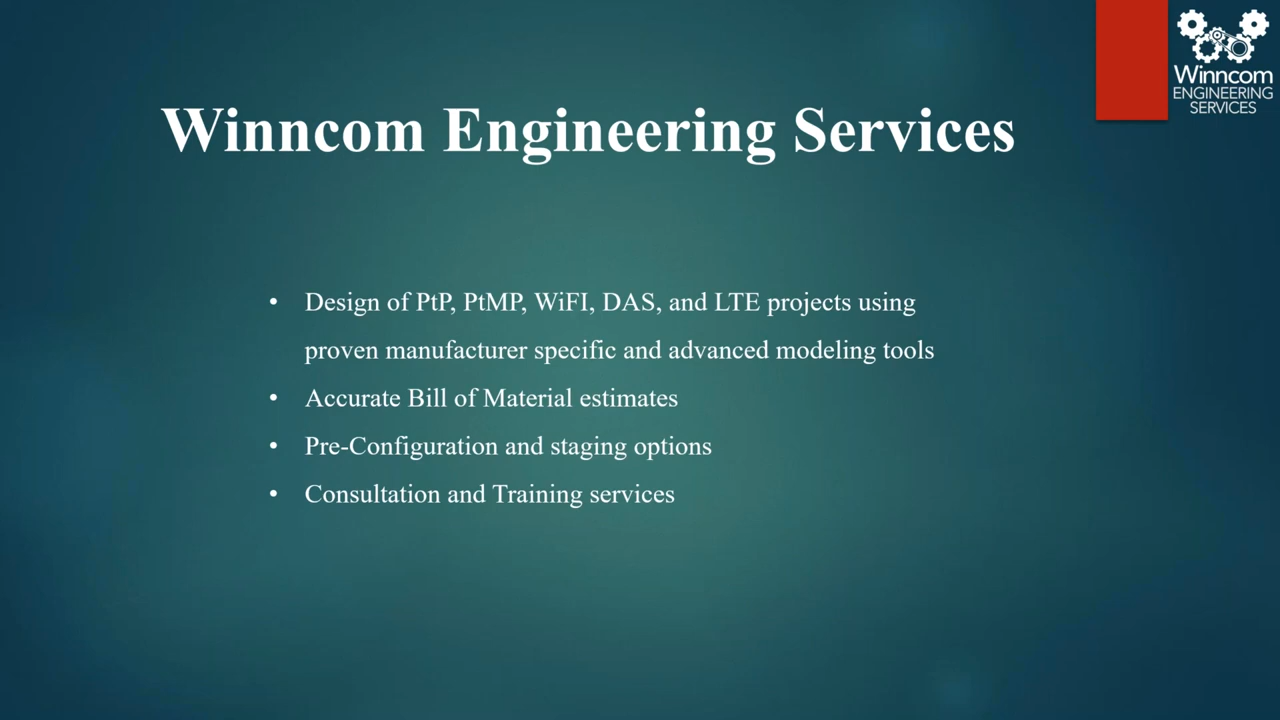 Winncom
ENGINEERING
SERVICES
Winncom Engineering Services
• Design of PtP, PtMP, WiFI, DAS, and LTE projects using
proven manufacturer specific and advanced modeling tools
• Accurate Bill of Material estimates
• Pre-Configuration and staging options
• Consultation and Training services